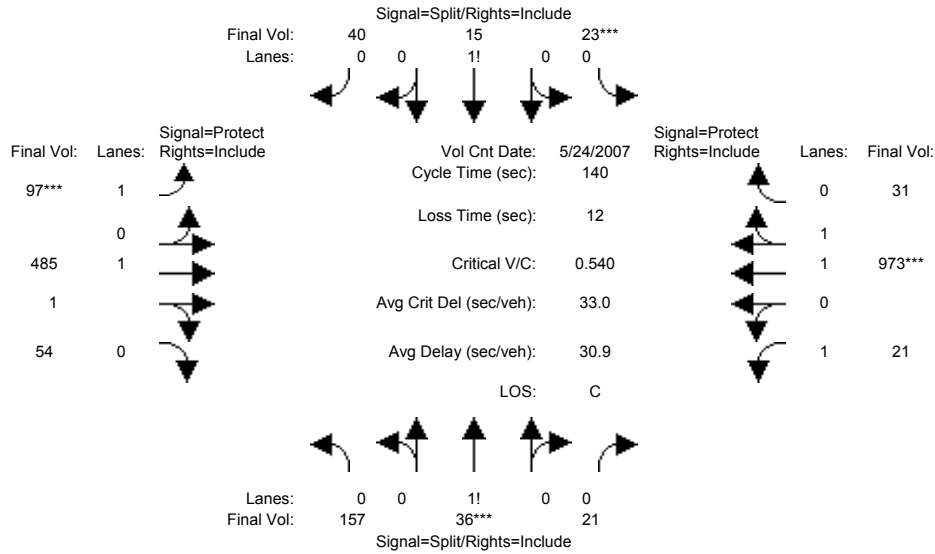 Signal=Split/Rights=Include
Final Vol: 40 15 23***
Lanes: 0 0 1! 0 0
Signal=Protect Signal=Protect
Final Vol: Lanes: Rights=Include Vol Cnt Date: 5/24/2007 Rights=Include Lanes: Final Vol:
Cycle Time (sec): 140
97*** 1 0 31
Loss Time (sec): 12
0 1
485 1 Critical V/C: 0.540 1 973***
1 Avg Crit Del (sec/veh): 33.0 0
54 0 Avg Delay (sec/veh): 30.9 1 21
LOS: C
Lanes: 0 0 1! 0 0
Final Vol: 157 36*** 21
Signal=Split/Rights=Include